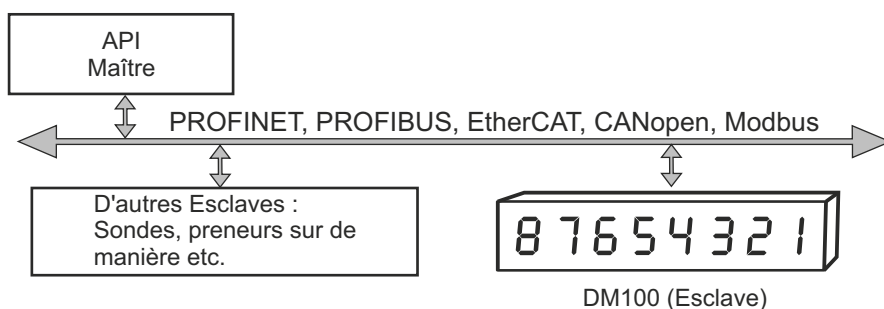 API
Maître
PROFINET, PROFIBUS, EtherCAT, CANopen, Modbus
D'autres Esclaves :
Sondes, preneurs sur de
manière etc.
87654321
DM100 (Esclave)